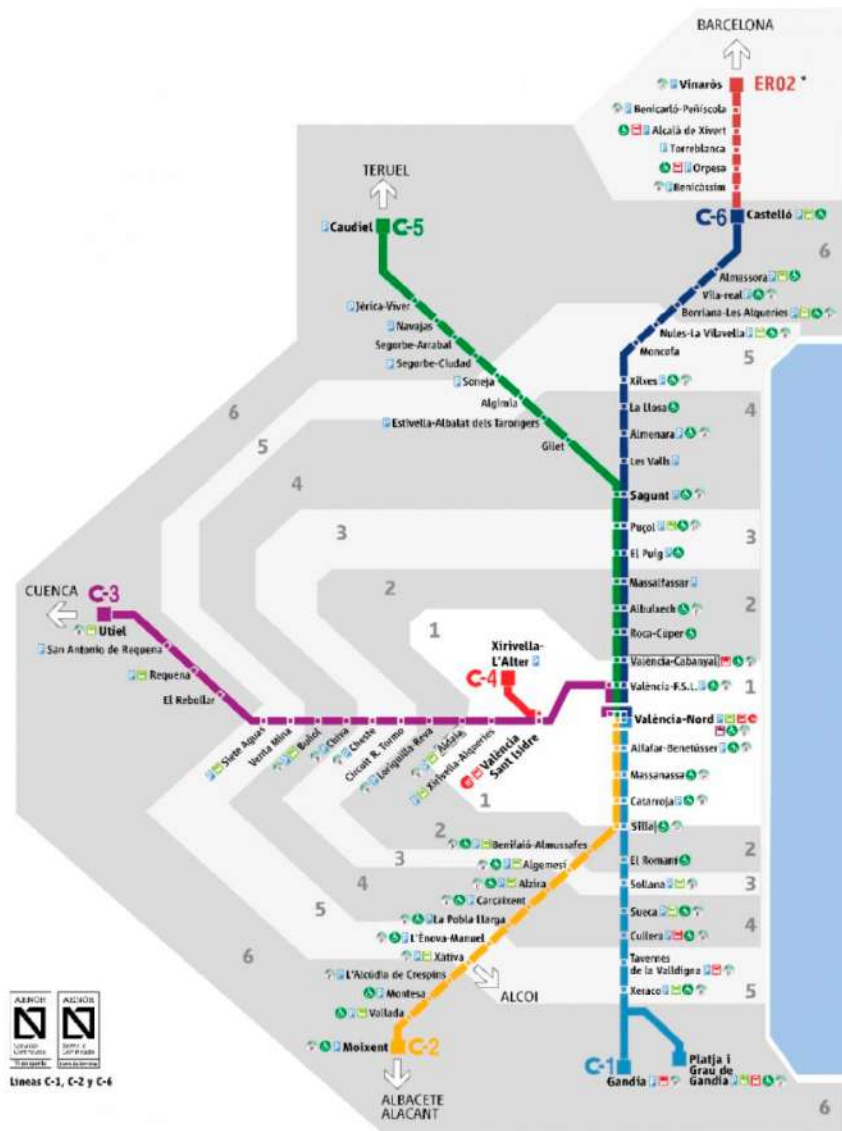 BARCELONA
Vinaròs
ER02 *
Benicarló-Peñíscola
Alcalà de Xivert
Torreblanca
Orpesa
Benicàssim
TERUEL
Caudiel
C-5
C-6
Castelló
6
Almassora
Vila-real
Borriana-Les Alqueries
Nules-La Vilavella
Moncofa
5
Jérica-Viver
Navajas
Segorbe-Arrabal
Segorbe-Ciudad
Soneja
Algimia
Estivella-Albalat dels Tarongers
Gilet
Xilxes
La Llosa
4
Almenara
Les Valls
Sagunt
6
5
4
3
2
1
Puçol
3
El Puig
Massalfassar
Albuixech
2
Roca-Cúper
València-Cabanyal
València-F.S.L.
1
València-Nord
CUENCA
C-3
Utiel
San Antonio de Requena
Requena
El Rebollar
Siete Aguas
Venta Mina
Buñol
Chiva
Cheste
Circuit R. Tormo
Loriguilla-Reva
Aldaia
Xirivella-Alqueries
València
Sant Isidre
Xirivella-
L'Alter
C-4
Alfafar-Benetússer
Massanassa
Catarroja
Silla
1
2
3
4
5
6
El Romaní
2
Sollana
3
Sueca
4
Cullera
Tavernes
de la Valldigna
Xeraco
5
Benifaió-Almussafes
Algemesí
Alzira
Carcaixent
La Pobla Llarga
L'Ènova-Manuel
Xàtiva
L'Alcúdia de Crespins
Montesa
Vallada
Moixent
C-2
ALCOI
ALBACETE
ALACANT
C-1
Gandia
Platja i
Grau de
Gandia
6
AENOR
AENOR
Líneas C-1, C-2 y C-6